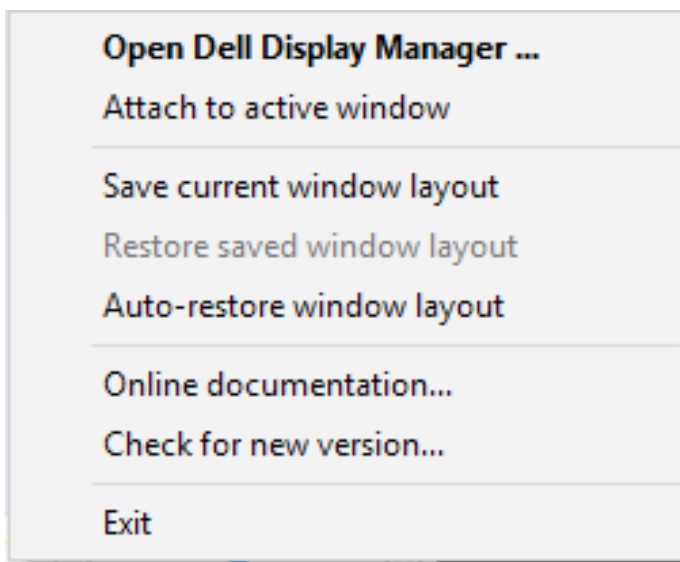 Open Dell Display Manager ...
Attach to active window
Save current window layout
Restore saved window layout
Auto-restore window layout
Online documentation...
Check for new version...
Exit